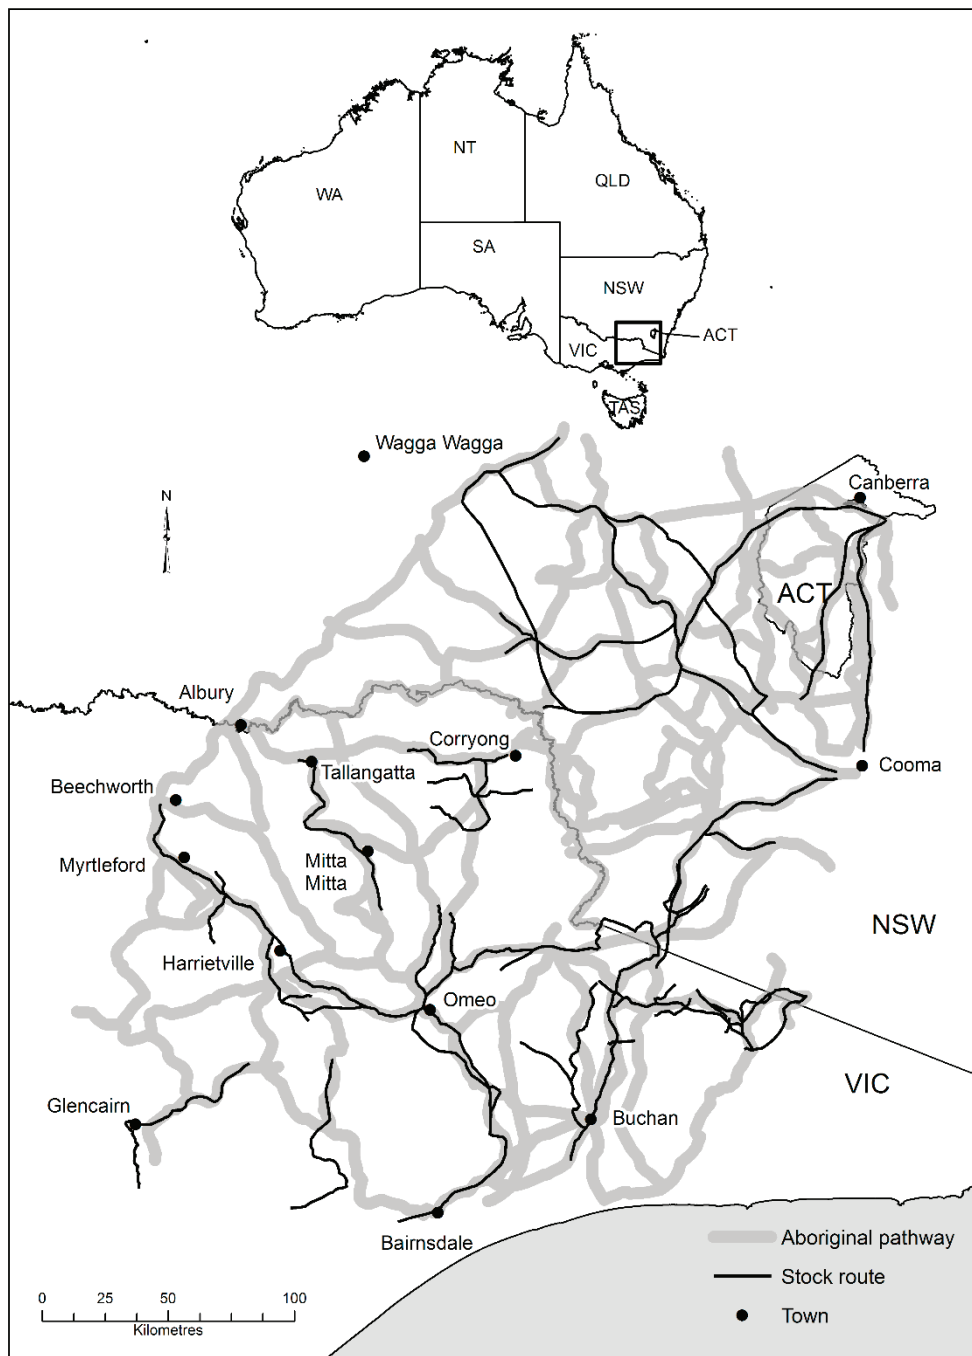 NT
WA
QLD
SA
NSW
ACT
VIC
TAS
Wagga Wagga
N
Canberra
ACT
Albury
Corryong
Cooma
Tallangatta
Beechworth
Mitta
Mitta
Myrtleford
NSW
Harrietville
Omeo
VIC
Glencairn
Buchan
Bairnsdale
Aboriginal pathway
Stock route
Town
0 25 50 100
Kilometres